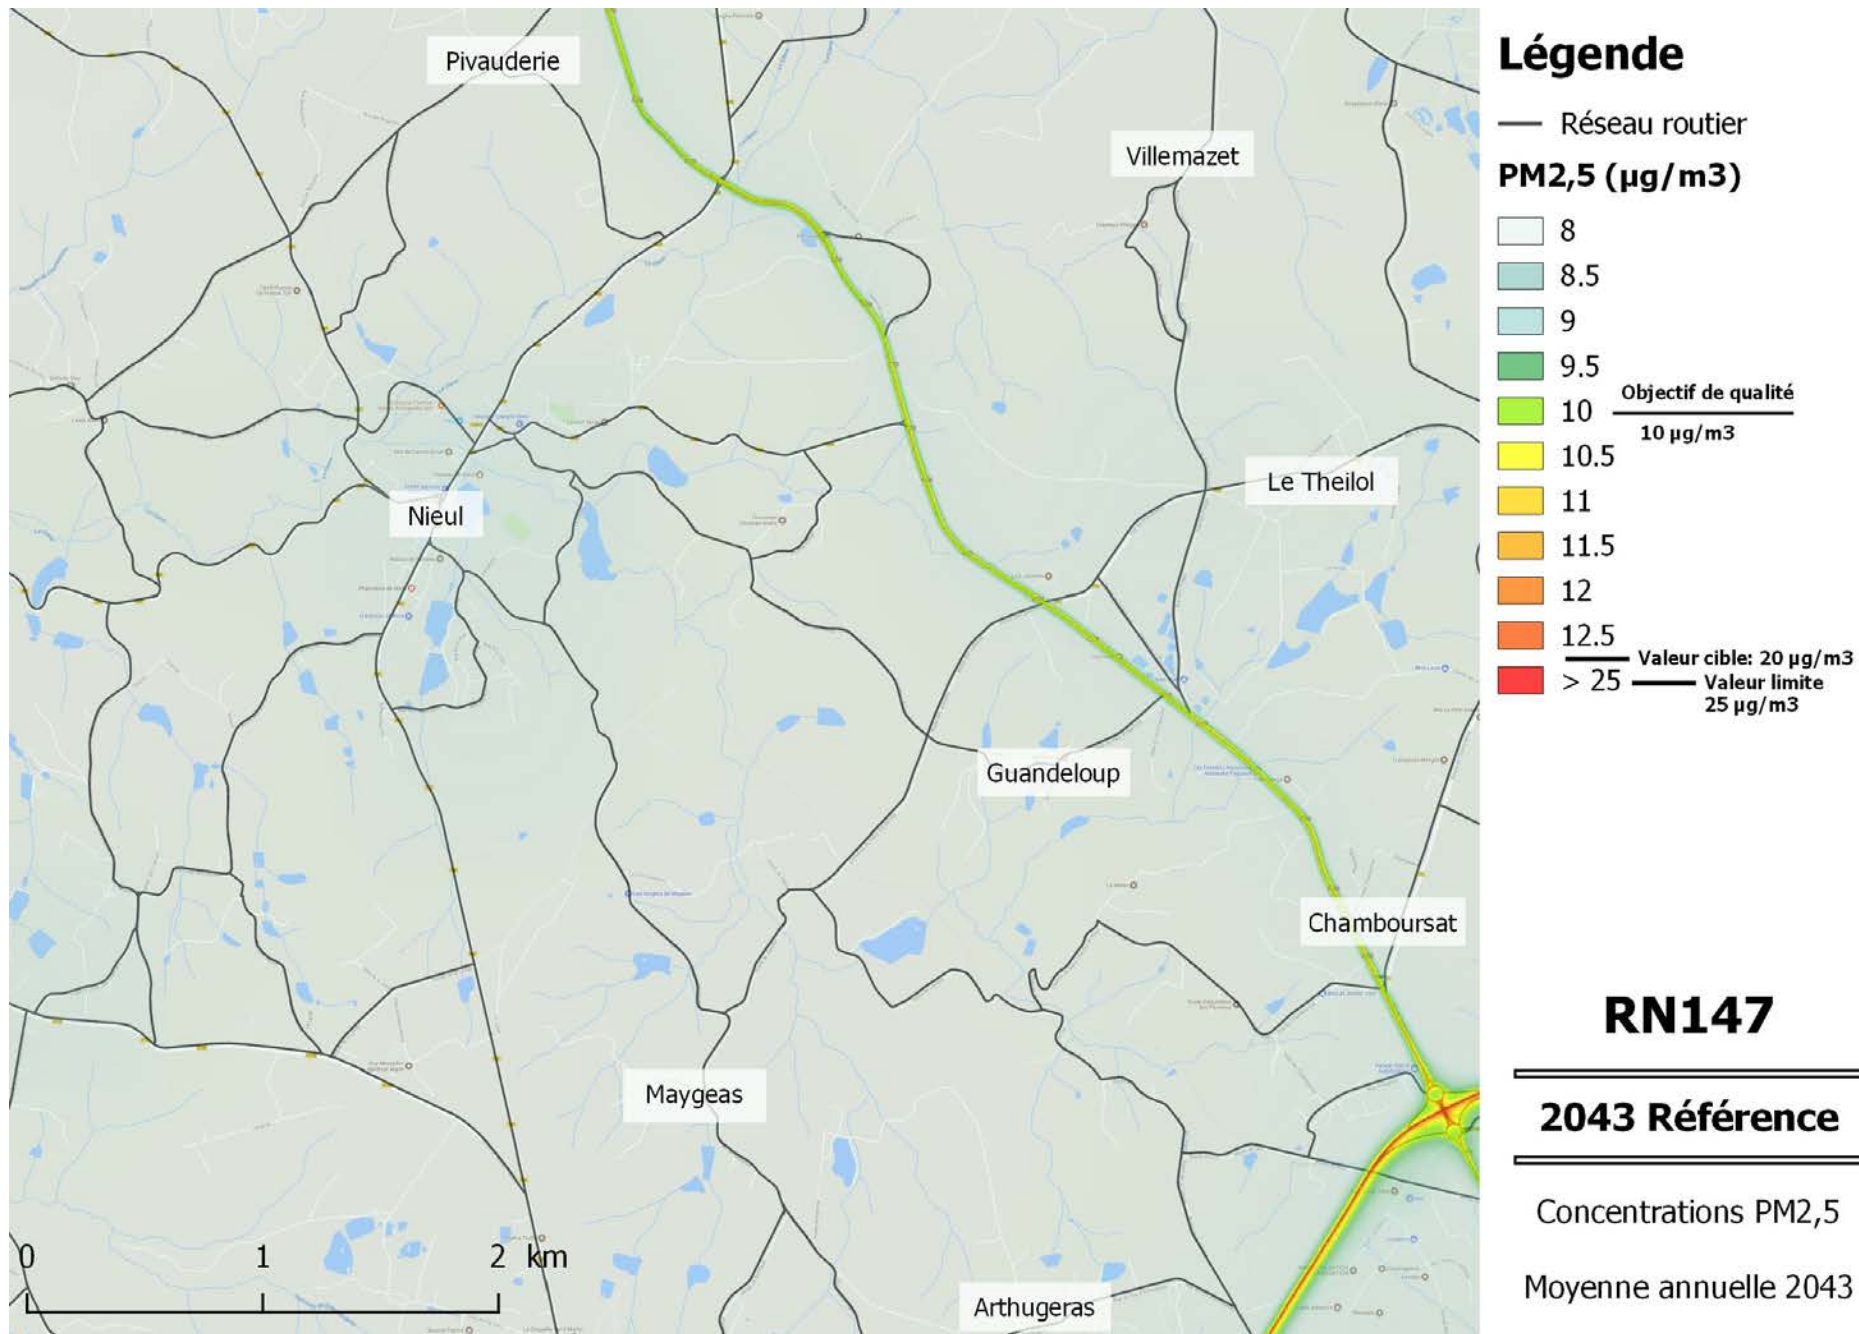 Pivauderie
Villemazet
Le Theilol
Nieul
Guandeloup
Chamboursat
Maygeas
Arthugeras
0 1 2 km
Légende
Réseau routier
PM2,5 (µg/m3)
8
8.5
9
9.5
10
Objectif de qualité
10 µg/m3
10.5
11
11.5
12
12.5
Valeur cible: 20 µg/m3
> 25
Valeur limite
25 µg/m3
RN147
2043 Référence
Concentrations PM2,5
Moyenne annuelle 2043